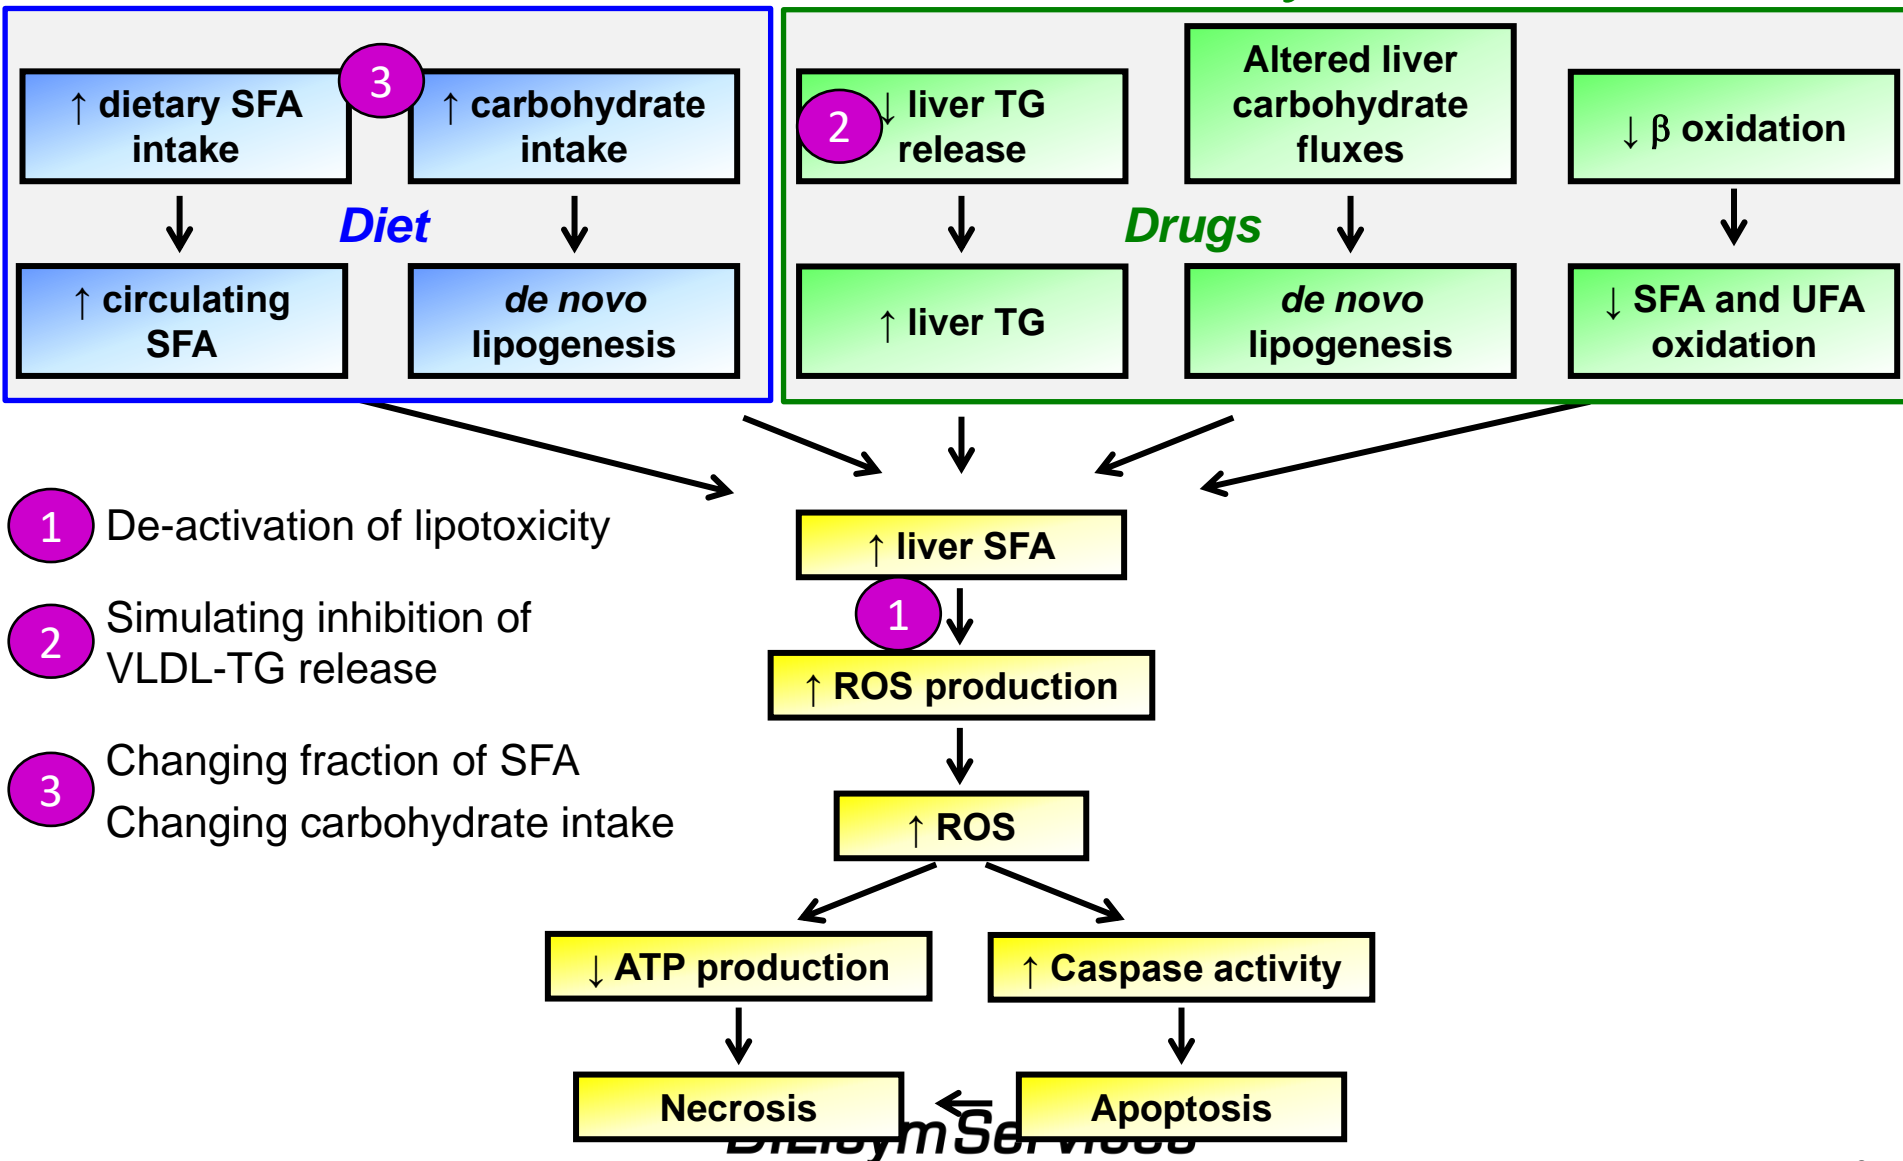 3
↑ dietary SFA
intake
↑ carbohydrate
intake
2
↓ liver TG
release
Altered liver
carbohydrate
fluxes
↓ β oxidation
Diet
Drugs
↑ circulating
SFA
de novo
lipogenesis
↑ liver TG
de novo
lipogenesis
↓ SFA and UFA
oxidation
1 De-activation of lipotoxicity
2 Simulating inhibition of
VLDL-TG release
3 Changing fraction of SFA
Changing carbohydrate intake
↑ liver SFA
1
↑ ROS production
↑ ROS
↓ ATP production
↑ Caspase activity
Necrosis
Apoptosis